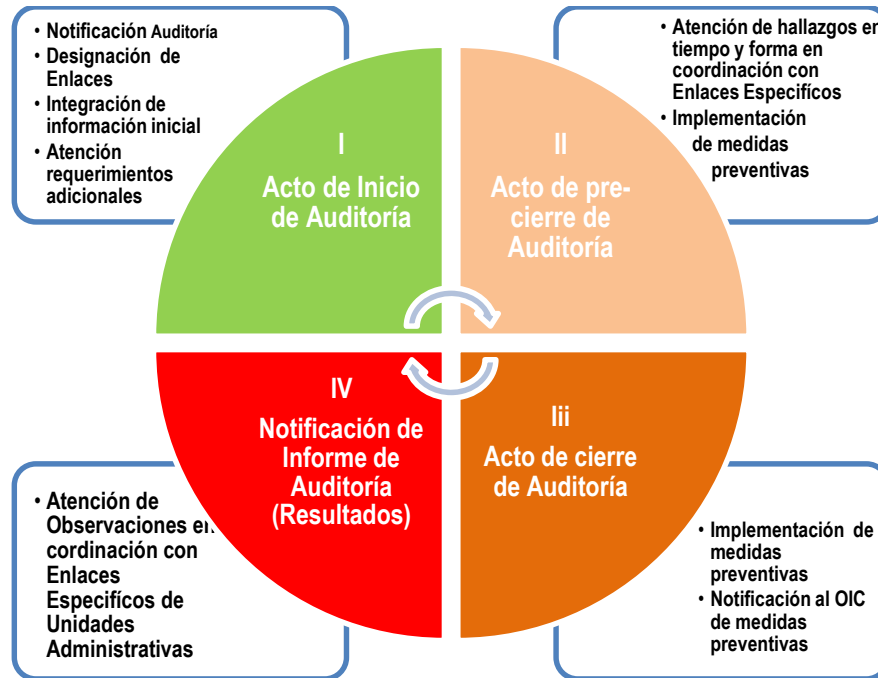 • Notificación Auditoría
• Designación de
Enlaces
• Integración de
información inicial
• Atención
requerimientos
adicionales
I
Acto de Inicio
de Auditoría
• Atención de hallazgos en
tiempo y forma en
coordinación con
Enlaces Especifícos
• Implementación
de medidas
preventivas
II
Acto de pre-
cierre de
Auditoría
IV
Notificación de
Informe de
Auditoría
(Resultados)
• Atención de
Observaciones en
cordinación con
Enlaces
Especifícos de
Unidades
Administrativas
Iii
Acto de cierre
de Auditoría
• Implementación de
medidas
preventivas
• Notificación al OIC
de medidas
preventivas